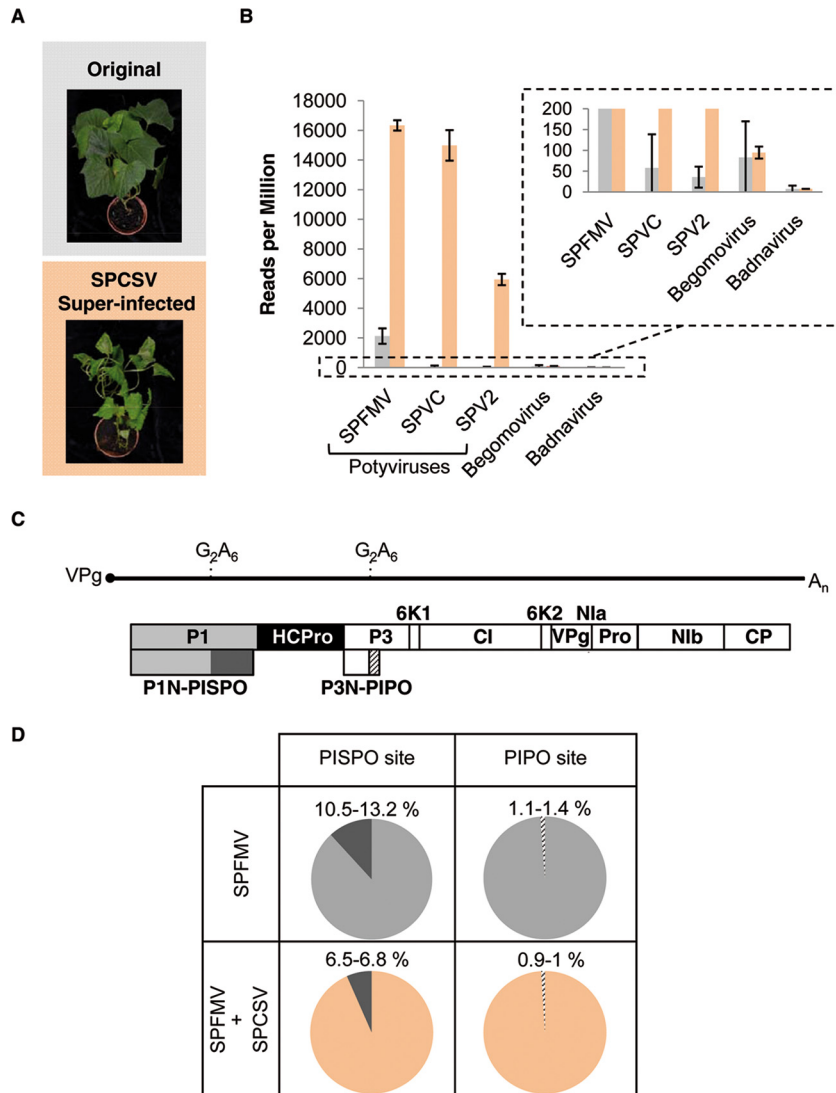 A
Original
SPCSV
Super-infected
B
Reads per Million
18000
16000
14000
12000
10000
8000
6000
4000
2000
0
SPFMV
SPVC
SPV2
Begomovirus
Badnavirus
Potyviruses
200
150
100
50
0
SPFMV
SPVC
SPV2
Begomovirus
Badnavirus
C
G2A6 G2A6
VPg An
6K1 6K2 NIa
P1 HCPro P3 CI VPg Pro NIb CP
P1N-PISPO P3N-PIPO
D
PISPO site PIPO site
SPFMV
10.5-13.2 % 1.1-1.4 %
SPFMV
+
SPCSV
6.5-6.8 % 0.9-1 %